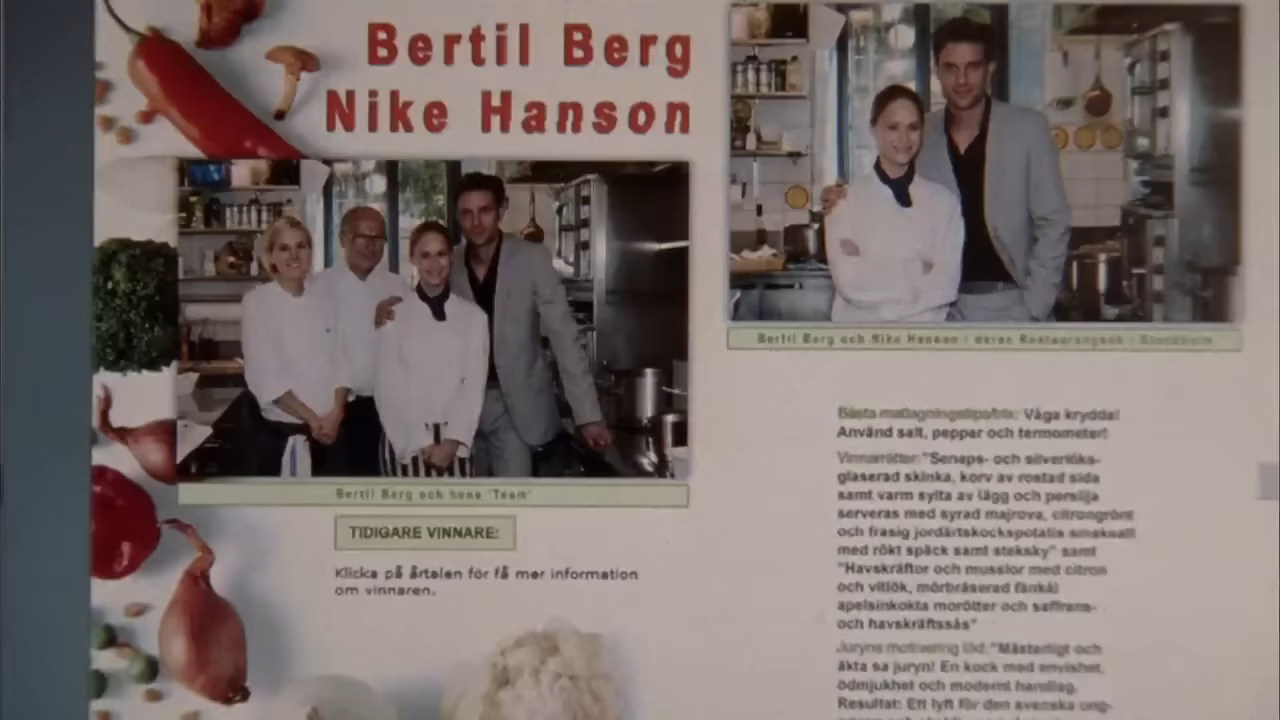 Bertil Berg
Nike Hanson
Bertil Berg och hans "Team"
TIDIGARE VINNARE:
Klicka på årtalen för få mer information
om vinnaren.
Bertil Berg och Nike Hanson i deras Restaurangkök - Stockholm
Bästa matlagningstips/trix: Våga krydda!
Använd salt, peppar och termometer!
Vinnarrätter: "Senaps- och silverlöks-
glaserad skinka, korv av rostad sida
samt varm sylta av lägg och persilja
serveras med syrad majrova, citrongrönt
och frasig jordärtskockspotatis smaksatt
med rökt späck samt steksky" samt
"Havskräftor och musslor med citron
och vitlök, mörbräserad fänkål
apelsinkokta morötter och saffrans-
och havskräftssås"
Juryns motivering löd: "Mästerligt och
äkta sa juryn! En kock med envishet,
ödmjukhet och modernt handlag.
Resultat: Ett lyft för den svenska ung-